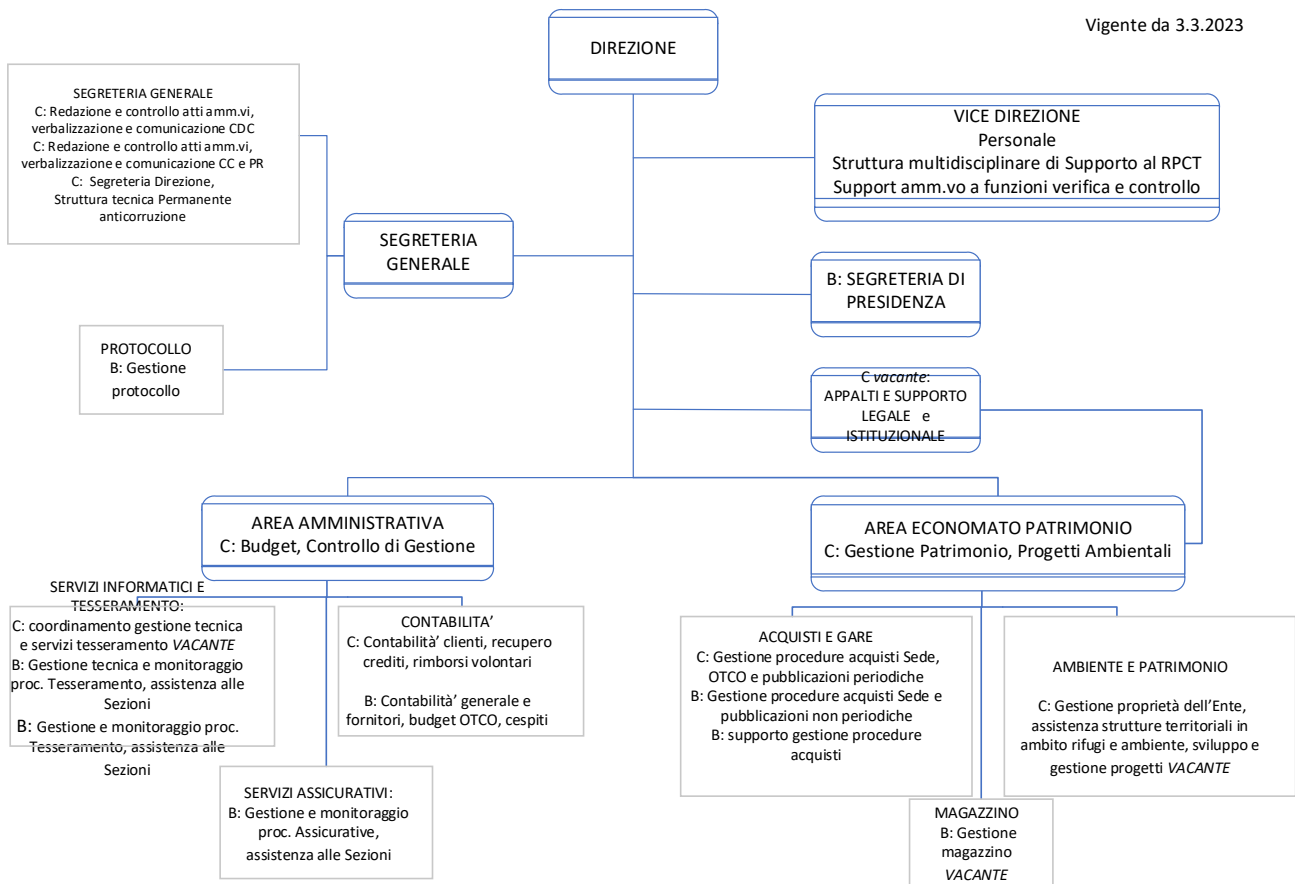 Vigente da 3.3.2023
DIREZIONE
SEGRETERIA GENERALE
C: Redazione e controllo atti amm.vi,
verbalizzazione e comunicazione CDC
C: Redazione e controllo atti amm.vi,
verbalizzazione e comunicazione CC e PR
C: Segreteria Direzione,
Struttura tecnica Permanente
anticorruzione
VICE DIREZIONE
Personale
Struttura multidisciplinare di Supporto al RPCT
Support amm.vo a funzioni verifica e controllo
SEGRETERIA
GENERALE
B: SEGRETERIA DI
PRESIDENZA
PROTOCOLLO
B: Gestione
protocollo
C vacante:
APPALTI E SUPPORTO
LEGALE e
ISTITUZIONALE
AREA AMMINISTRATIVA
C: Budget, Controllo di Gestione
AREA ECONOMATO PATRIMONIO
C: Gestione Patrimonio, Progetti Ambientali
SERVIZI INFORMATICI E
TESSERAMENTO:
C: coordinamento gestione tecnica
e servizi tesseramento VACANTE
B: Gestione tecnica e monitoraggio
proc. Tesseramento, assistenza alle
Sezioni
B: Gestione e monitoraggio proc.
Tesseramento, assistenza alle
Sezioni
CONTABILITA'
C: Contabilità' clienti, recupero
crediti, rimborsi volontari
B: Contabilità' generale e
fornitori, budget OTCO, cespiti
SERVIZI ASSICURATIVI:
B: Gestione e monitoraggio
proc. Assicurative,
assistenza alle Sezioni
ACQUISTI E GARE
C: Gestione procedure acquisti Sede,
OTCO e pubblicazioni periodiche
B: Gestione procedure acquisti Sede e
pubblicazioni non periodiche
B: supporto gestione procedure
acquisti
AMBIENTE E PATRIMONIO
C: Gestione proprietà dell'Ente,
assistenza strutture territoriali in
ambito rifugi e ambiente, sviluppo e
gestione progetti VACANTE
MAGAZZINO
B: Gestione
magazzino
VACANTE